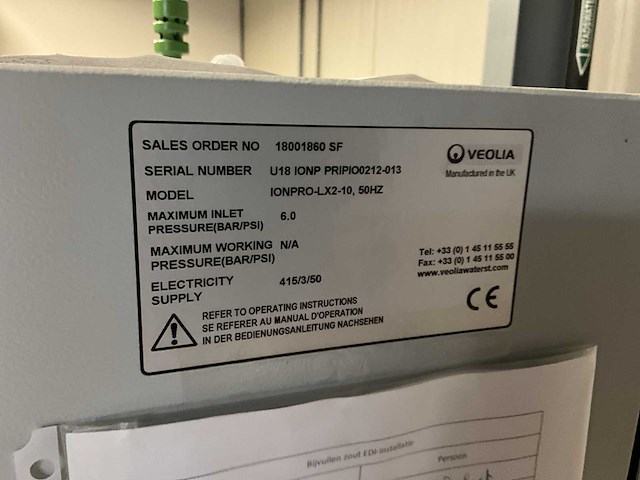 SALES ORDER NO 18001860 SF
VEOLIA
Manufactured in the UK
SERIAL NUMBER U18 IONP PRIPIO0212-013
MODEL IONPRO-LX2-10, 50HZ
MAXIMUM INLET
PRESSURE(BAR/PSI) 6.0
MAXIMUM WORKING
PRESSURE(BAR/PSI) N/A
Tel: +33 (0) 1 45 11 55 55
Fax: +33 (0) 1 45 11 55 00
www.veoliawaterst.com
ELECTRICITY
SUPPLY 415/3/50
CE
REFER TO OPERATING INSTRUCTIONS
SE REFERER AU MANUAL D'OPERATION
IN DER BEDIENUNGSANLEITUNG NACHSEHEN
Bijvullen zout EDI-installatie
Persoon